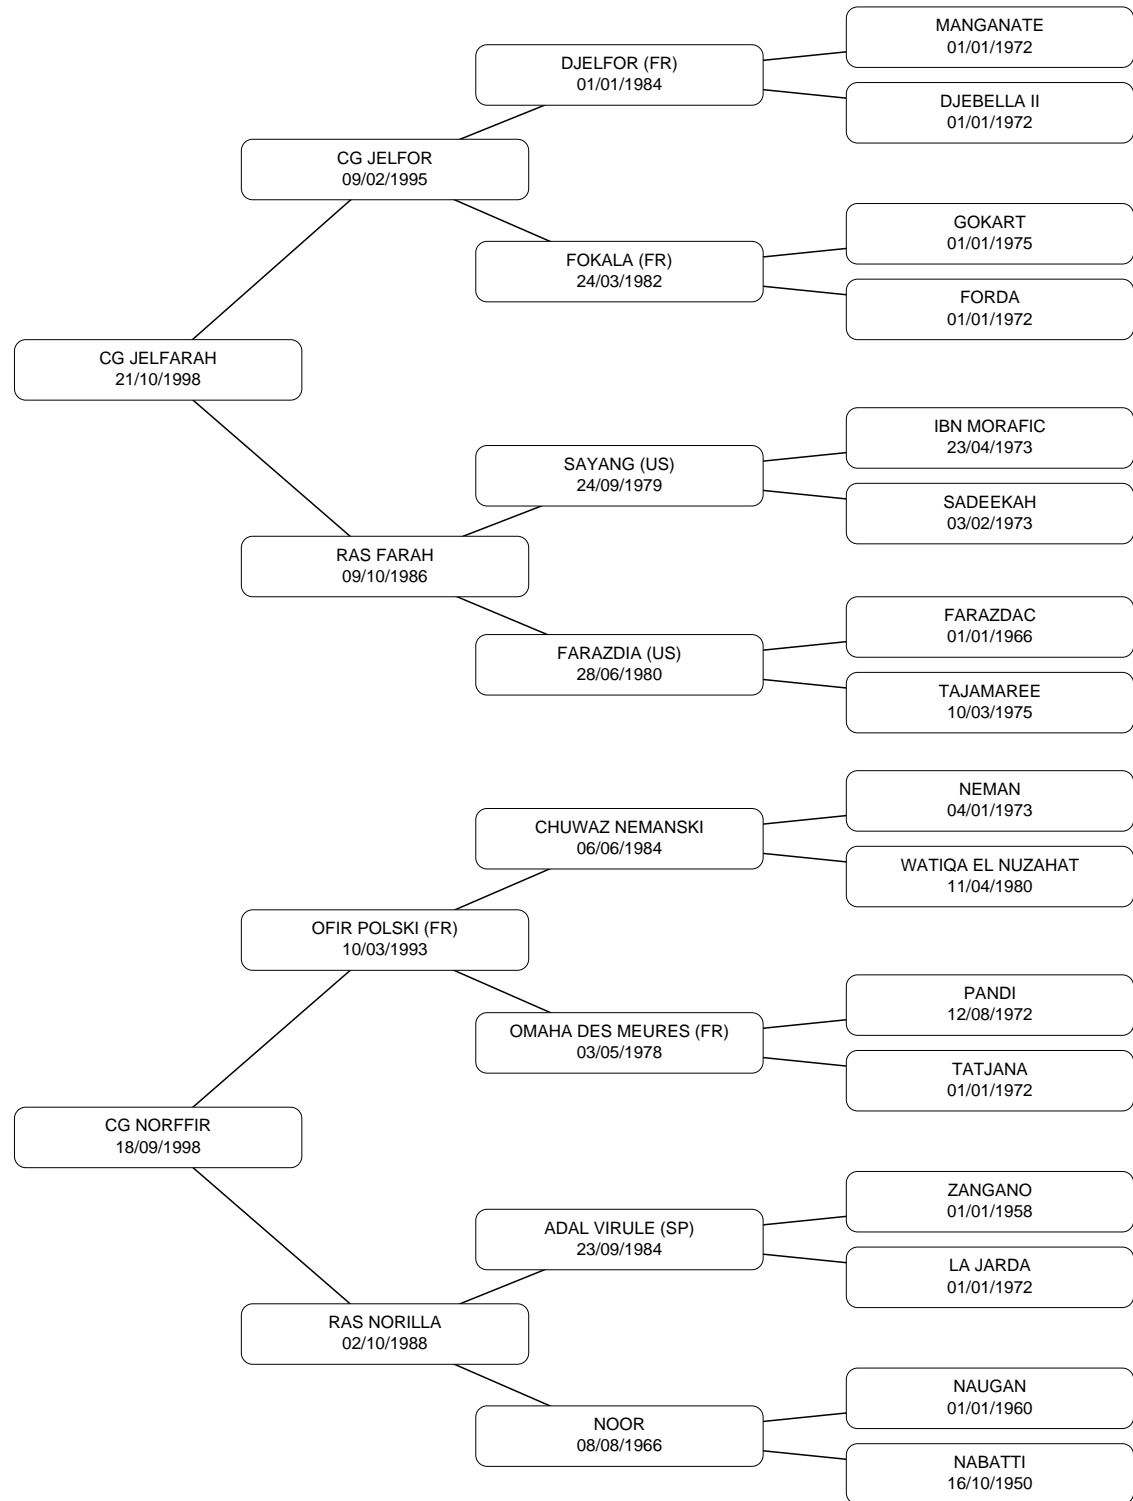 MANGANATE
01/01/1972
DJELFOR (FR)
01/01/1984
DJEBELLA II
01/01/1972
CG JELFOR
09/02/1995
GOKART
01/01/1975
FOKALA (FR)
24/03/1982
FORDA
01/01/1972
CG JELFARAH
21/10/1998
IBN MORAFIC
23/04/1973
SAYANG (US)
24/09/1979
SADEEKAH
03/02/1973
RAS FARAH
09/10/1986
FARAZDAC
01/01/1966
FARAZDIA (US)
28/06/1980
TAJAMAREE
10/03/1975
NEMAN
04/01/1973
CHUWAZ NEMANSKI
06/06/1984
WATIQA EL NUZAHAT
11/04/1980
OFIR POLSKI (FR)
10/03/1993
PANDI
12/08/1972
OMAHA DES MEURES (FR)
03/05/1978
TATJANA
01/01/1972
CG NORFFIR
18/09/1998
ZANGANO
01/01/1958
ADAL VIRULE (SP)
23/09/1984
LA JARDA
01/01/1972
RAS NORILLA
02/10/1988
NAUGAN
01/01/1960
NOOR
08/08/1966
NABATTI
16/10/1950